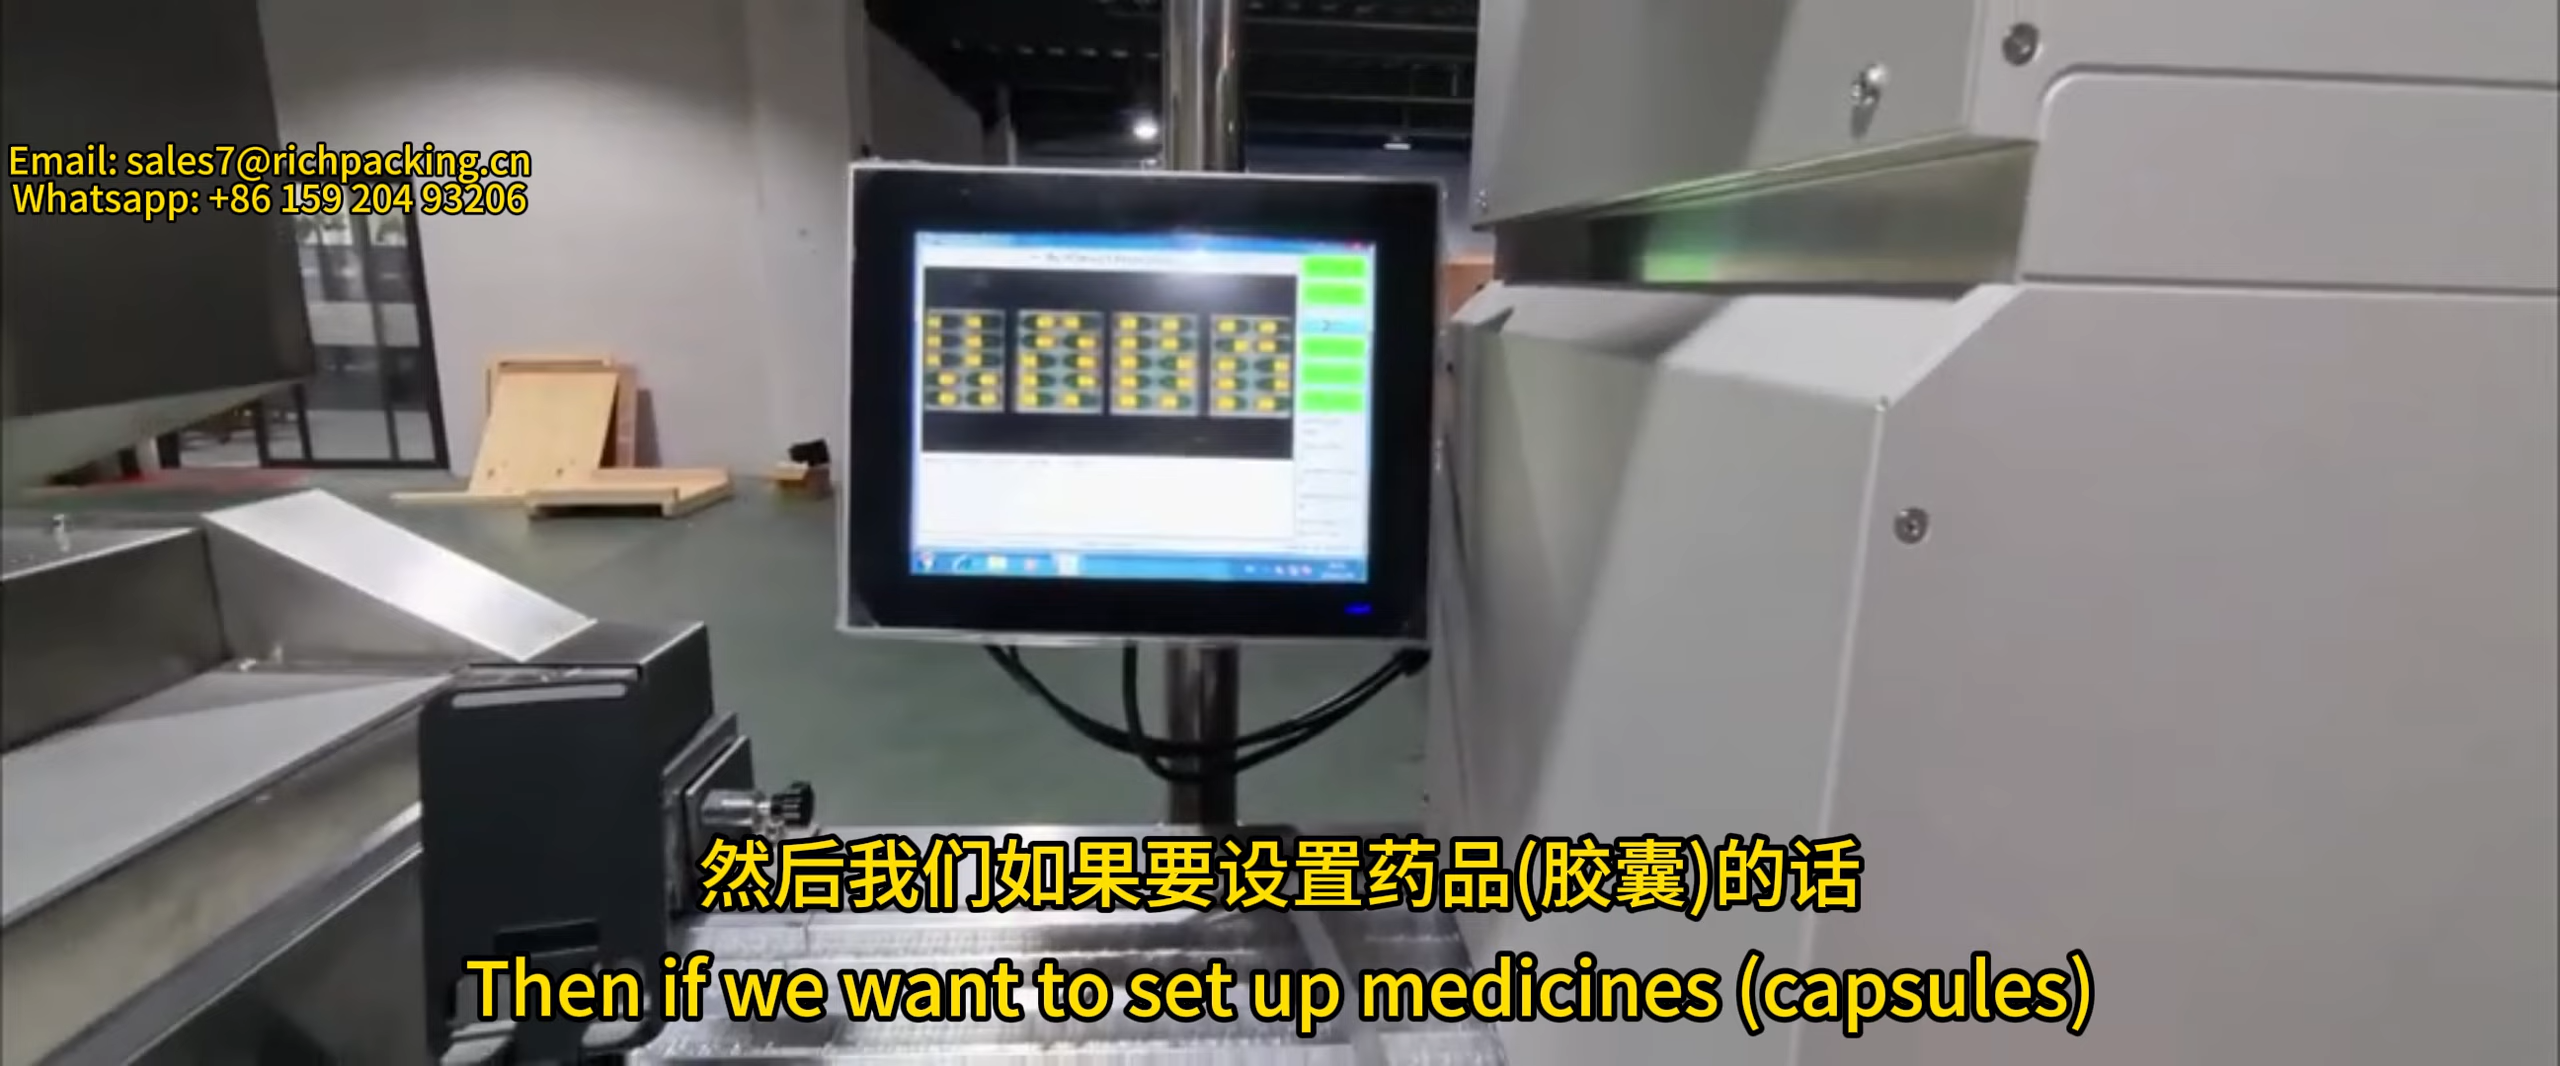 Email: sales7@richpacking.cn
Whatsapp: +86 159 204 93206
然后我们如果要设置药品(胶囊)的话
Then if we want to set up medicines (capsules)